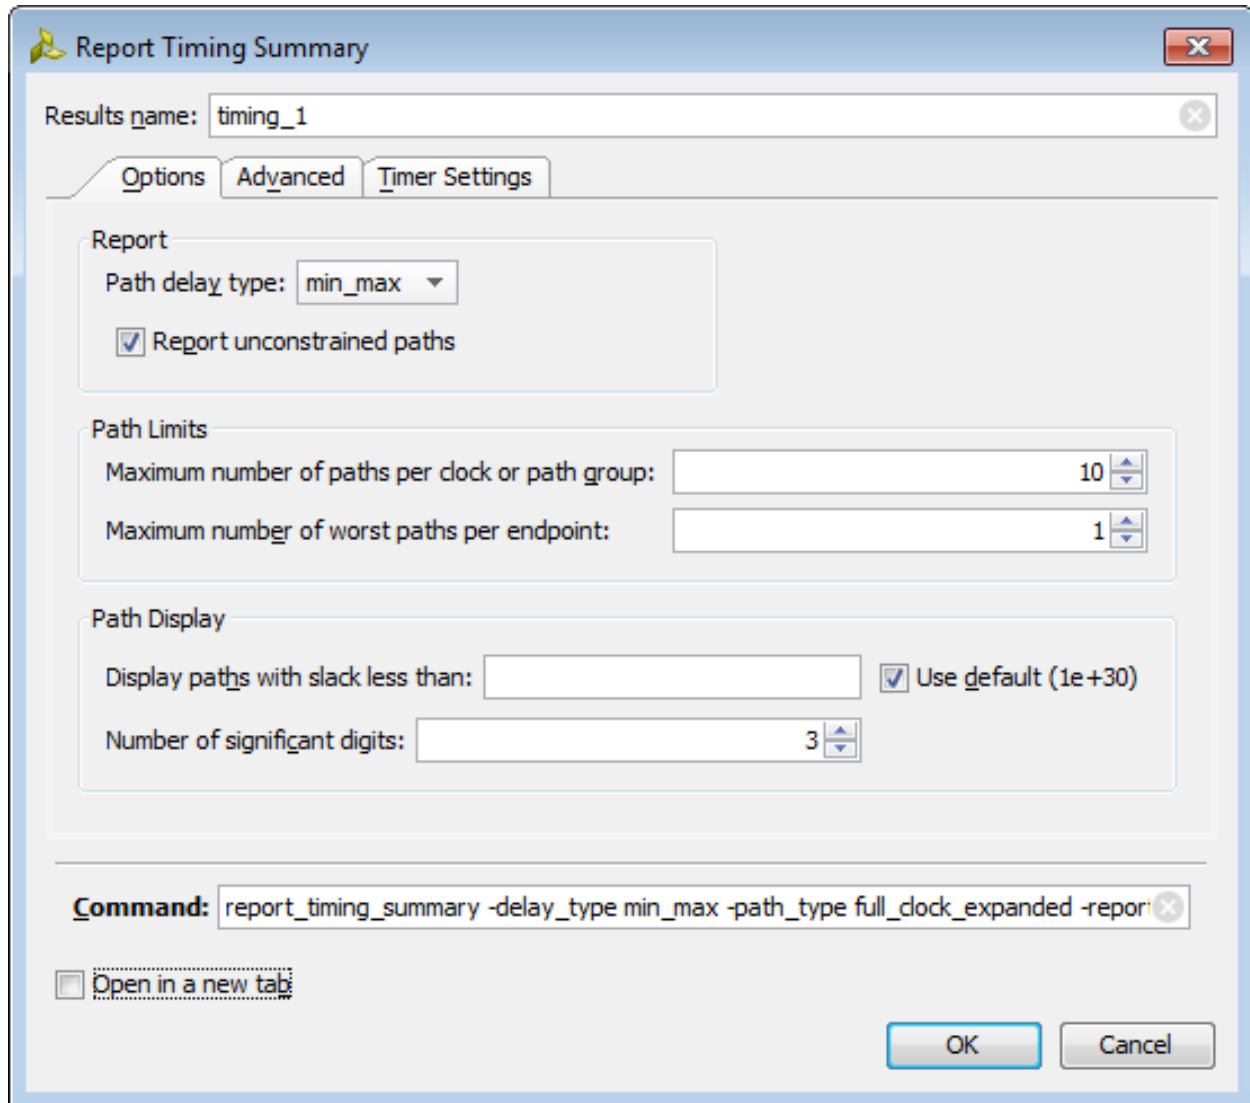 Report Timing Summary
Results name: timing_1
Options Advanced Timer Settings
Report
Path delay type: min_max
Report unconstrained paths
Path Limits
Maximum number of paths per clock or path group: 10
Maximum number of worst paths per endpoint: 1
Path Display
Display paths with slack less than: Use default (1e+30)
Number of significant digits: 3
Command: report_timing_summary -delay_type min_max -path_type full_clock_expanded -report
Open in a new tab
OK Cancel